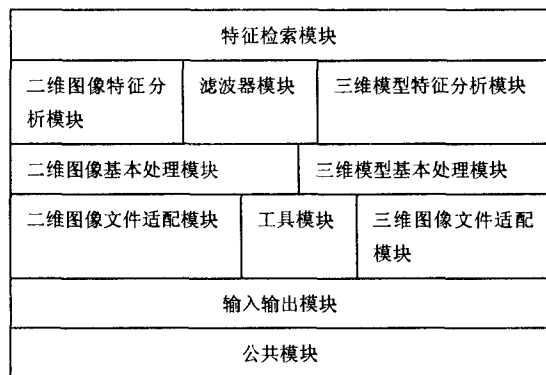 特征检索模块
二维图像特征分
析模块
滤波器模块
三维模型特征分析模块
二维图像基本处理模块
三维模型基本处理模块
二维图像文件适配模块
工具模块
三维图像文件适配
模块
输入输出模块
公共模块